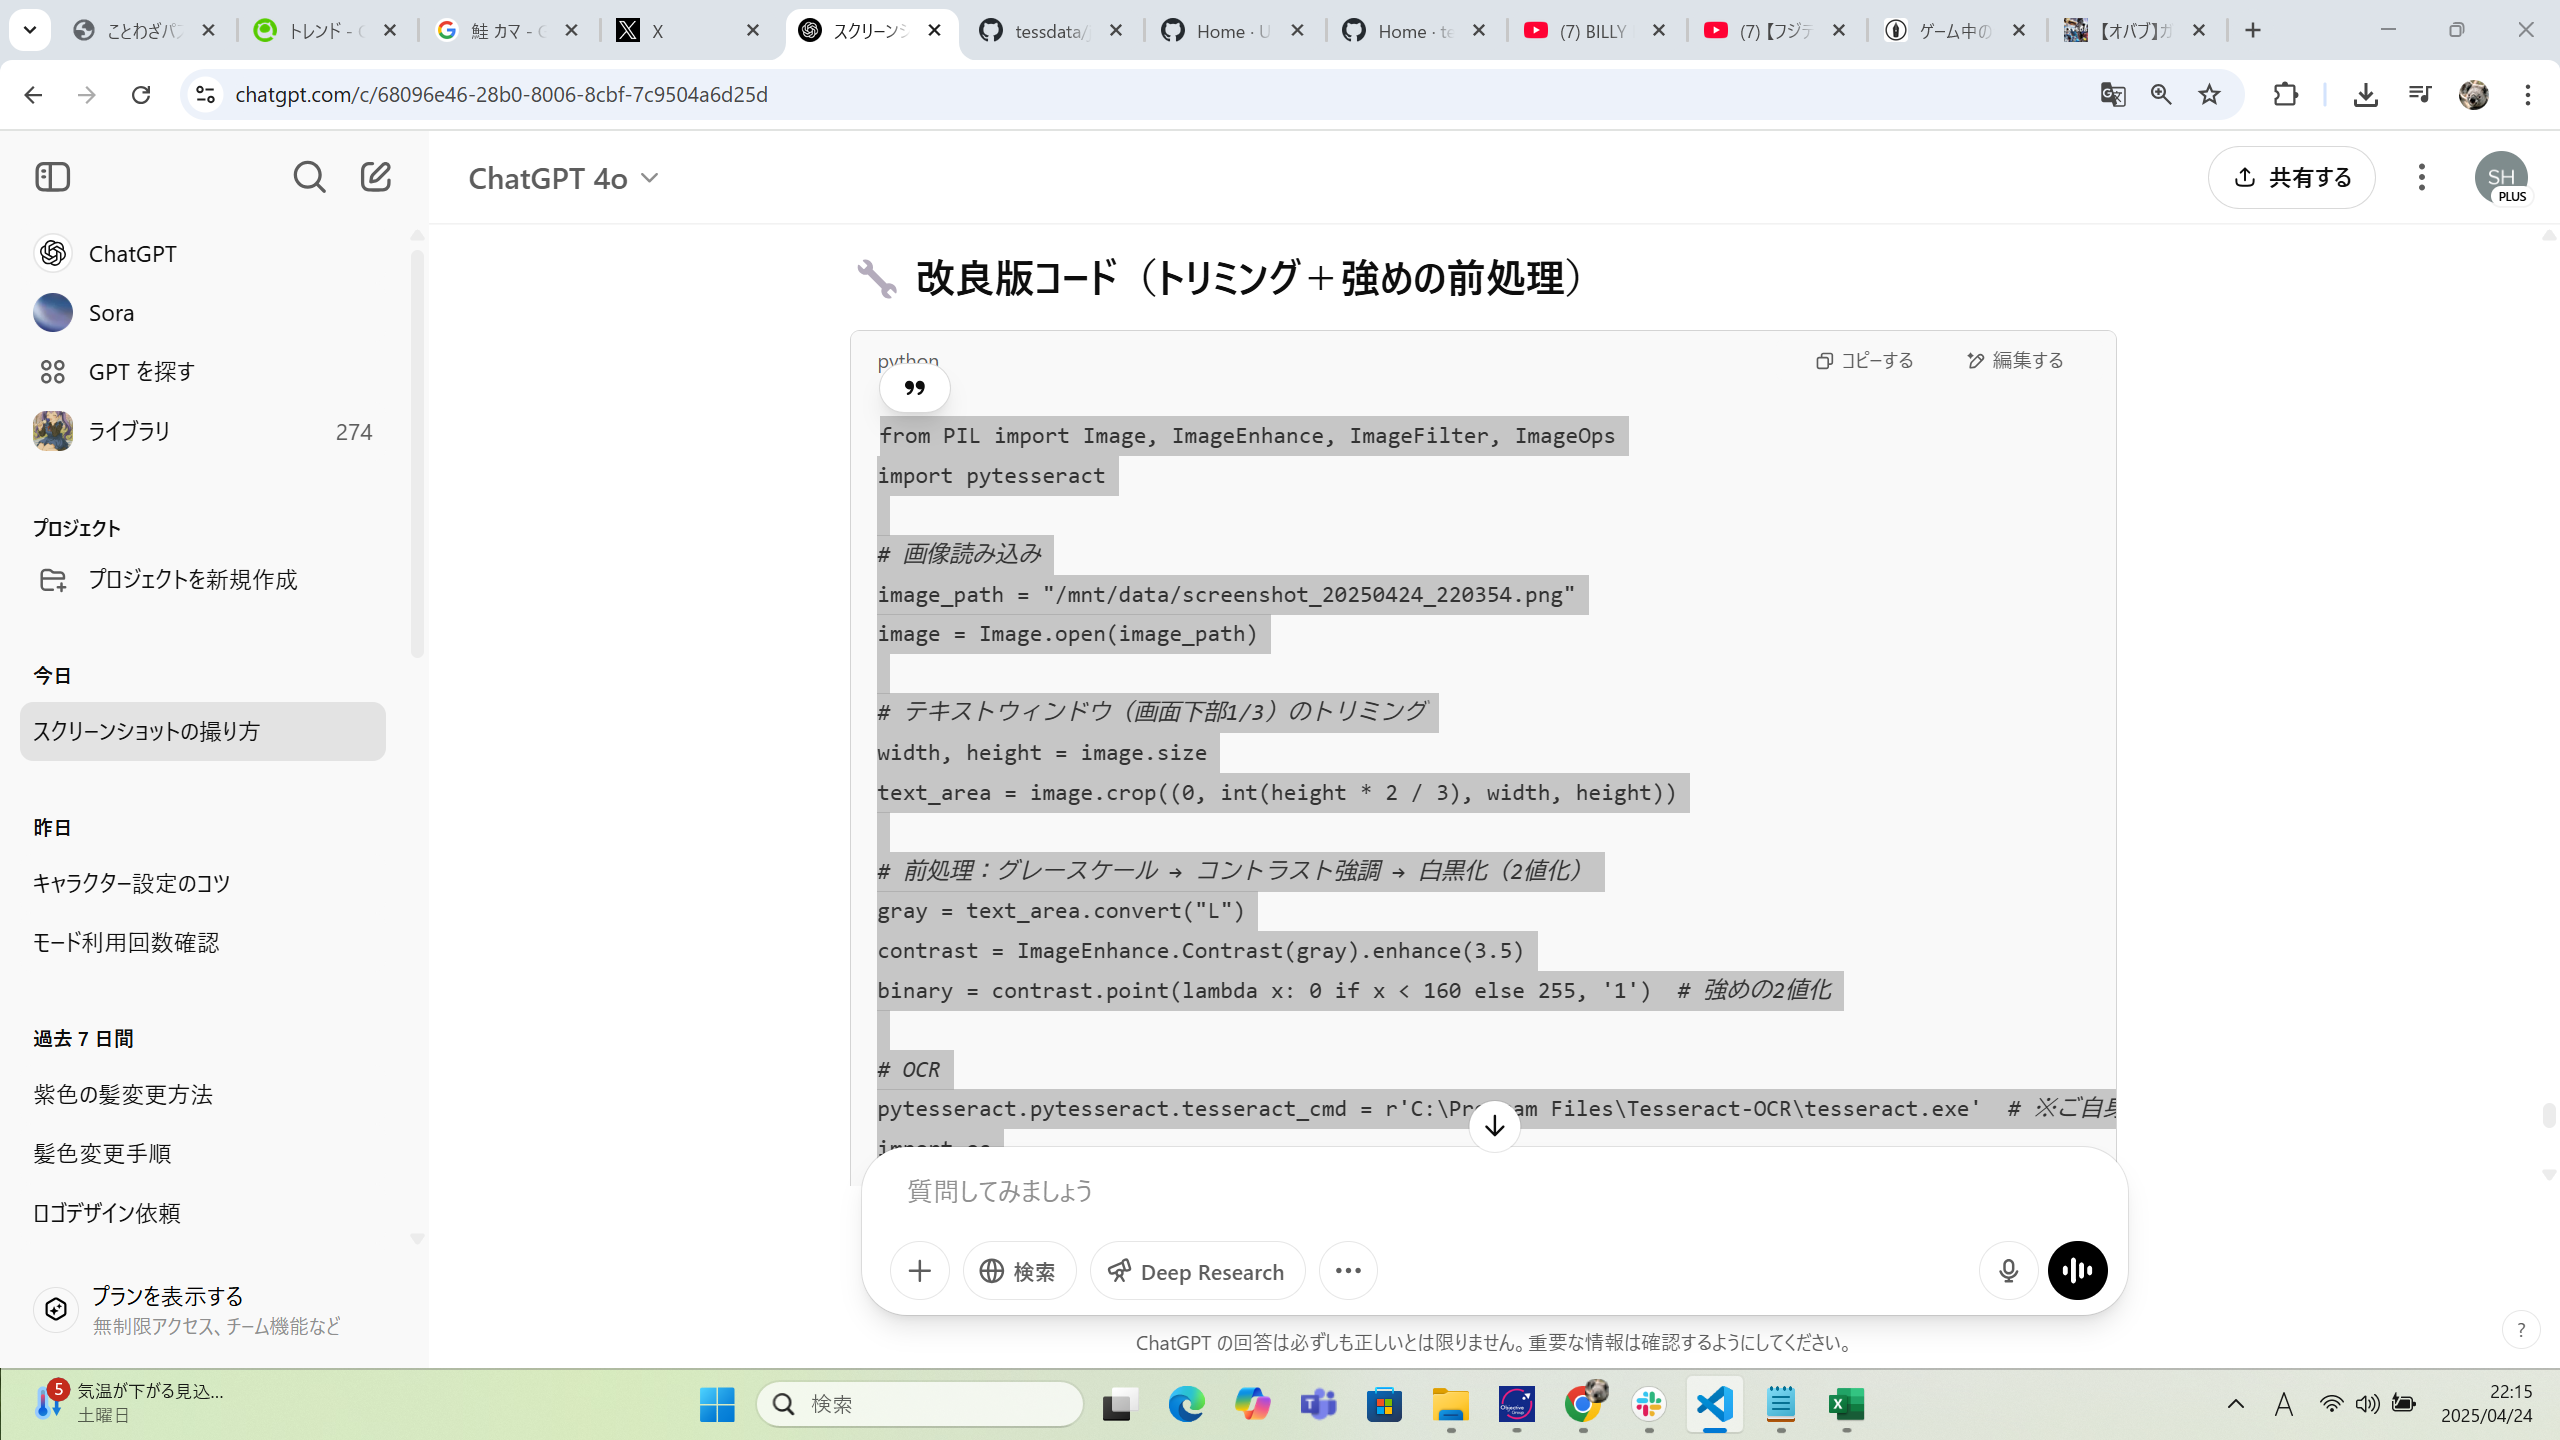 ことわざパズ
トレンド - G
鮭 カマ - G
X
スクリーンシ
tessdata/j
Home · U
Home · te
(7) BILLY
(7) 【フジテ
ゲーム中の
【オバブ】ガ
chatgpt.com/c/68096e46-28b0-8006-8cbf-7c9504a6d25d
ChatGPT 4o
共有する
SH
PLUS
ChatGPT
Sora
GPT を探す
ライブラリ
274
プロジェクト
プロジェクトを新規作成
今日
スクリーンショットの撮り方
昨日
キャラクター設定のコツ
モード利用回数確認
過去 7 日間
紫色の髪変更方法
髪色変更手順
ロゴデザイン依頼
プランを表示する
無制限アクセス、チーム機能など
改良版コード（トリミング＋強めの前処理）
python
コピーする
編集する
from PIL import Image, ImageEnhance, ImageFilter, ImageOps
import pytesseract
# 画像読み込み
image_path = "/mnt/data/screenshot_20250424_220354.png"
image = Image.open(image_path)
# テキストウィンドウ（画面下部1/3）のトリミング
width, height = image.size
text_area = image.crop((0, int(height * 2 / 3), width, height))
# 前処理：グレースケール → コントラスト強調 → 白黒化（2値化）
gray = text_area.convert("L")
contrast = ImageEnhance.Contrast(gray).enhance(3.5)
binary = contrast.point(lambda x: 0 if x < 160 else 255, '1')  # 強めの2値化
# OCR
pytesseract.pytesseract.tesseract_cmd = r'C:\Program Files\Tesseract-OCR\tesseract.exe'  # ※ご自身
import os
質問してみましょう
検索
Deep Research
ChatGPT の回答は必ずしも正しいとは限りません。重要な情報は確認するようにしてください。
?
5
気温が下がる見込...
土曜日
検索
A
22:15
2025/04/24